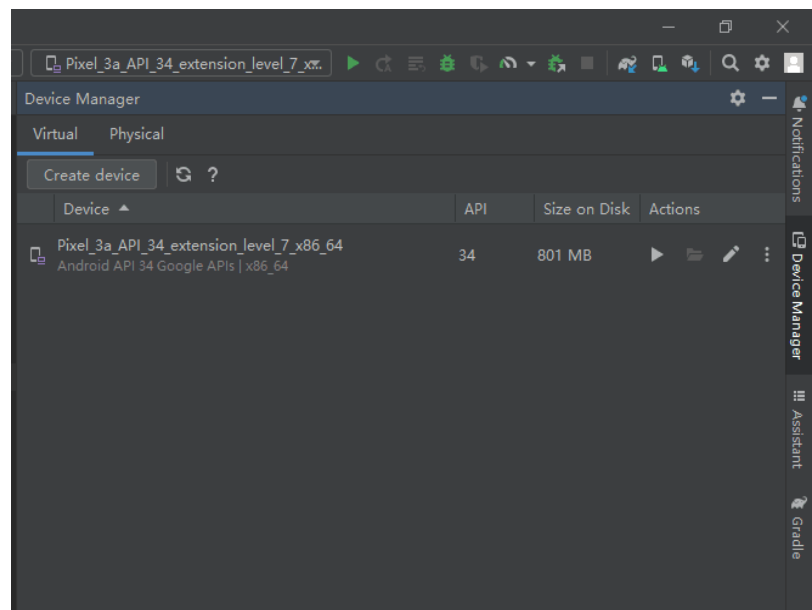 Pixel_3a_API_34_extension_level_7_x...
Device Manager
Virtual Physical
Create device ?
Device API Size on Disk Actions
Pixel_3a_API_34_extension_level_7_x86_64 34 801 MB
Android API 34 Google APIs | x86_64
Notifications
Device Manager
Assistant
Gradle